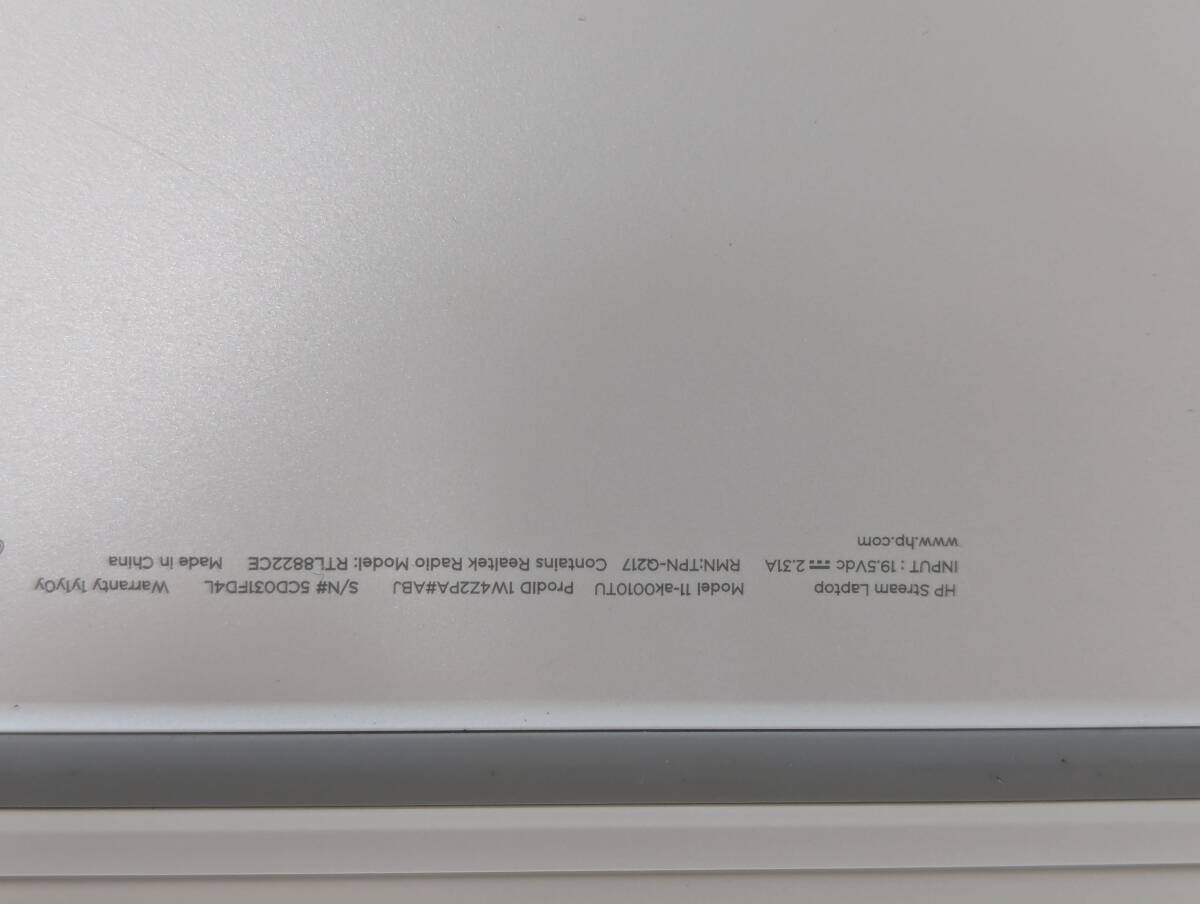 HP Stream Laptop Model 11-ak0010TU ProdID 1W4Z2PA#ABJ S/N# 5CD031FD4L Warranty 1y1y0y
INPUT : 19.5Vdc ⎓ 2.31A RMN:TPN-Q217 Contains Realtek Radio Model: RTL8822CE Made in China
www.hp.com